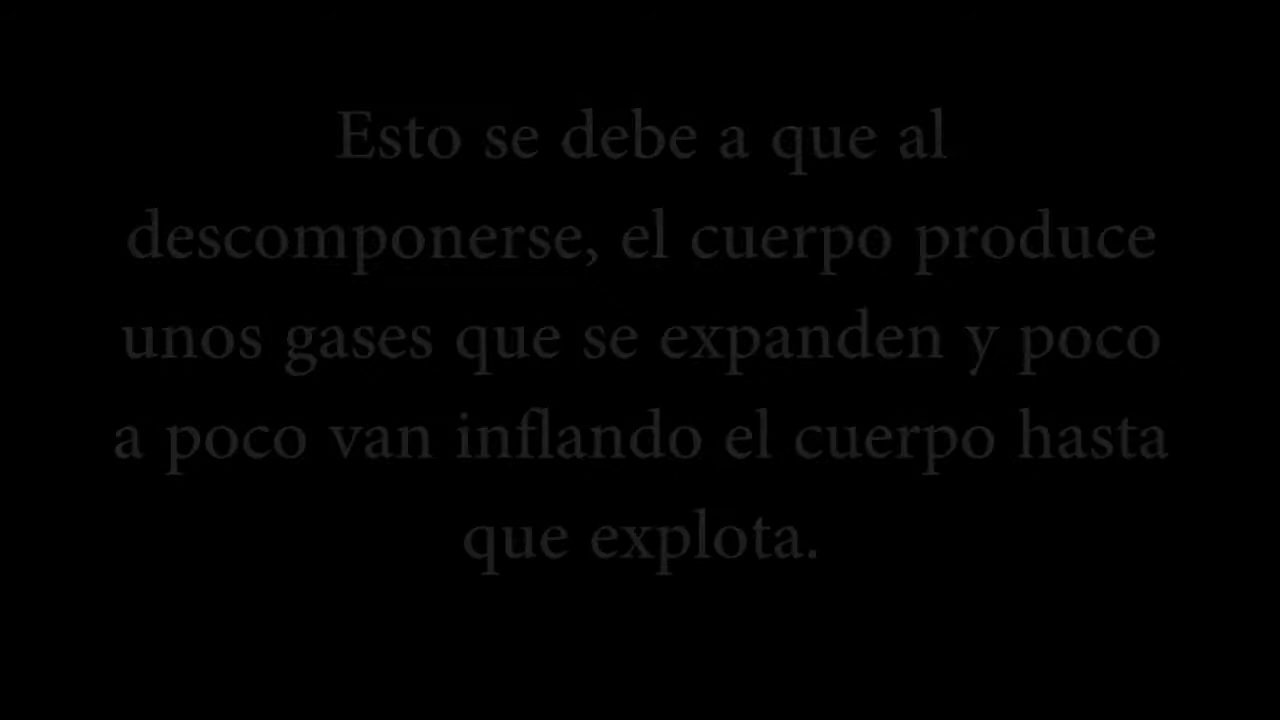 Esto se debe a que al
descomponerse, el cuerpo produce
unos gases que se expanden y poco
a poco van inflando el cuerpo hasta
que explota.